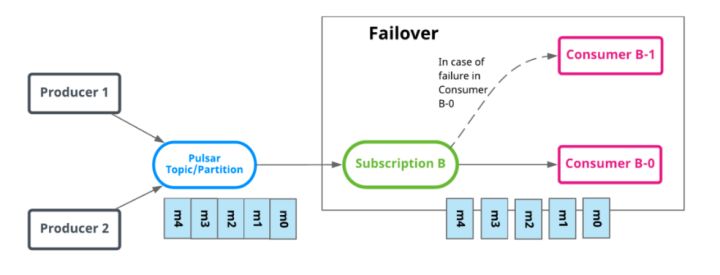 Failover
In case of
failure in
Consumer
B-0
Consumer B-1
Producer 1
Pulsar
Topic/Partition
Subscription B
Consumer B-0
Producer 2
m4
m3
m2
m1
m0
m4
m3
m2
m1
m0